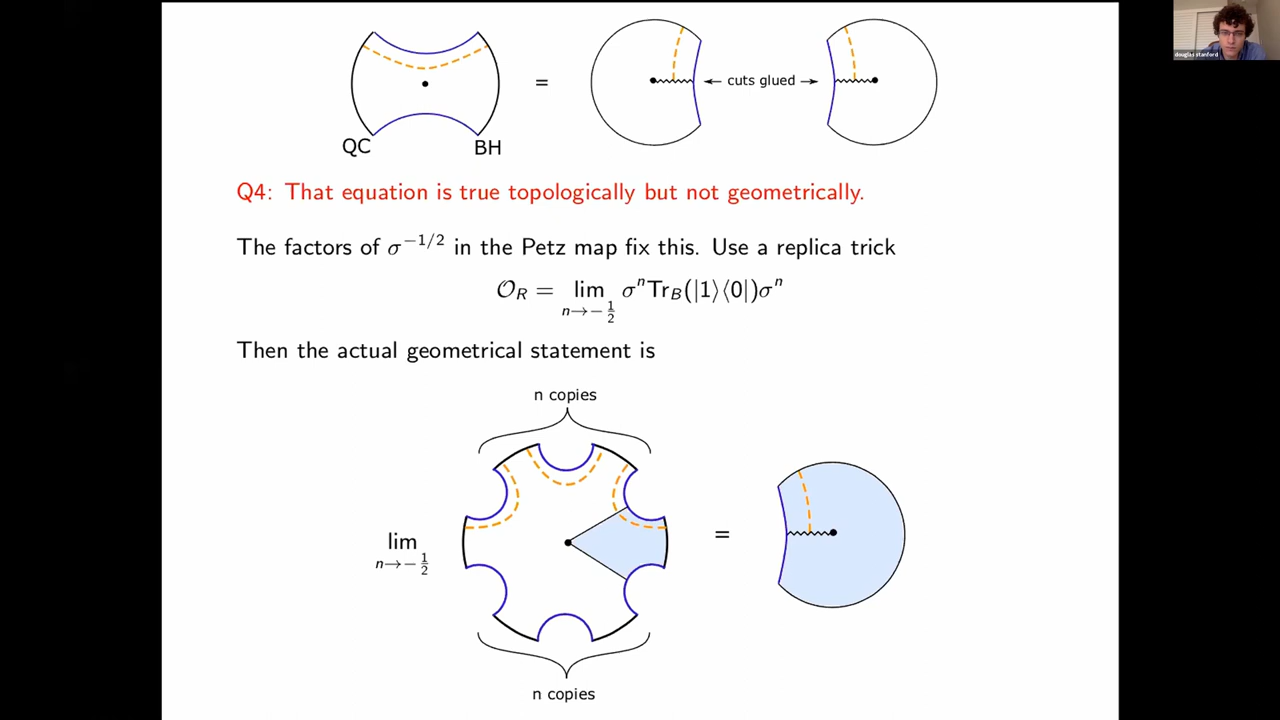 = ← cuts glued →
QC BH
Q4: That equation is true topologically but not geometrically.
The factors of σ^{−1/2} in the Petz map fix this. Use a replica trick
𝒪_R = lim_{n→−1/2} σ^n Tr_B(|1⟩⟨0|)σ^n
Then the actual geometrical statement is
n copies
lim_{n→−1/2} =
n copies
douglas stanford